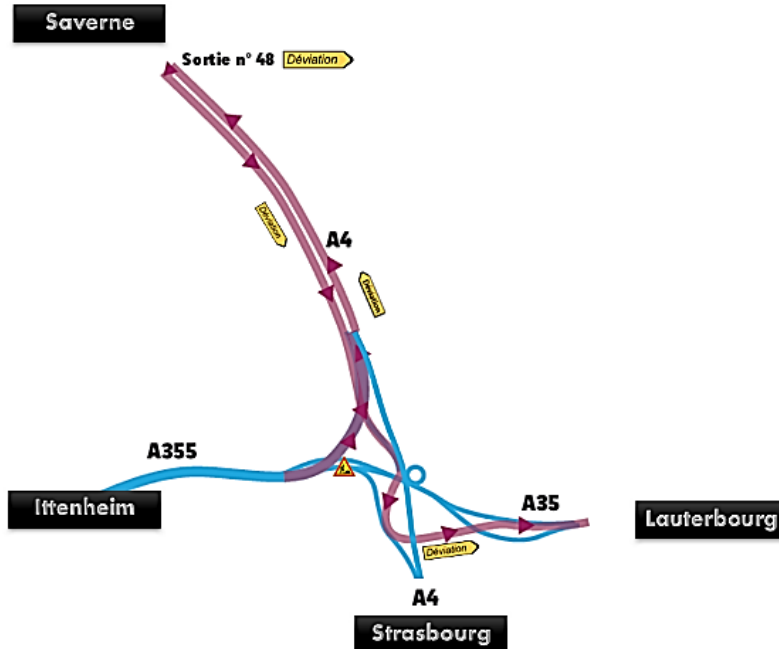 Saverne
Sortie n° 48 Déviation
Déviation
A4
Déviation
A355
Ittenheim
A35
Lauterbourg
Déviation
A4
Strasbourg